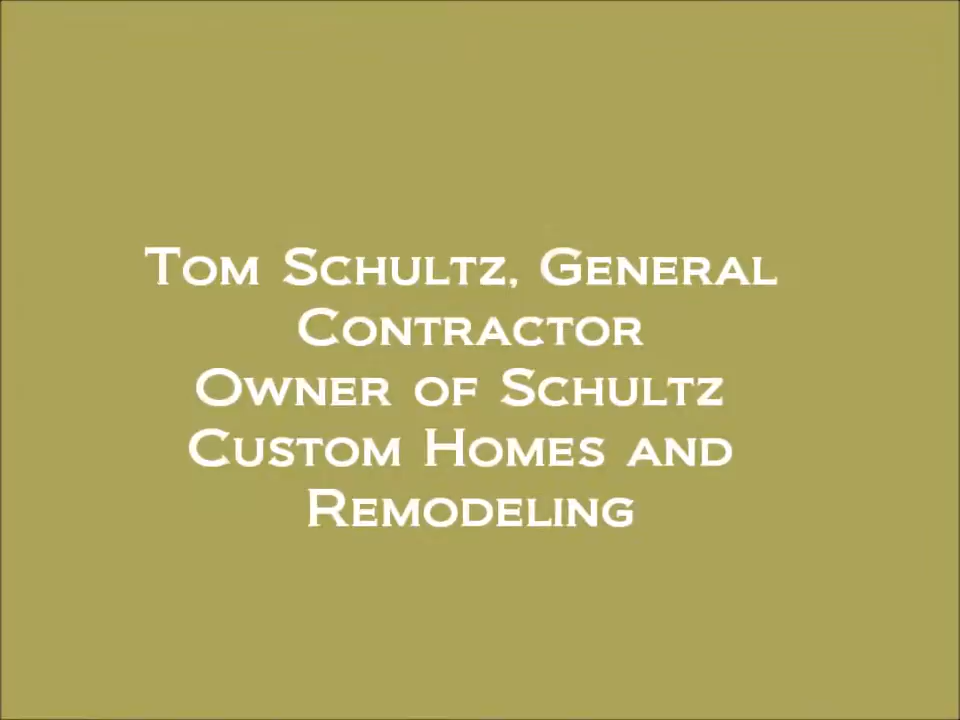 Tom Schultz, General
Contractor
Owner of Schultz
Custom Homes and
Remodeling